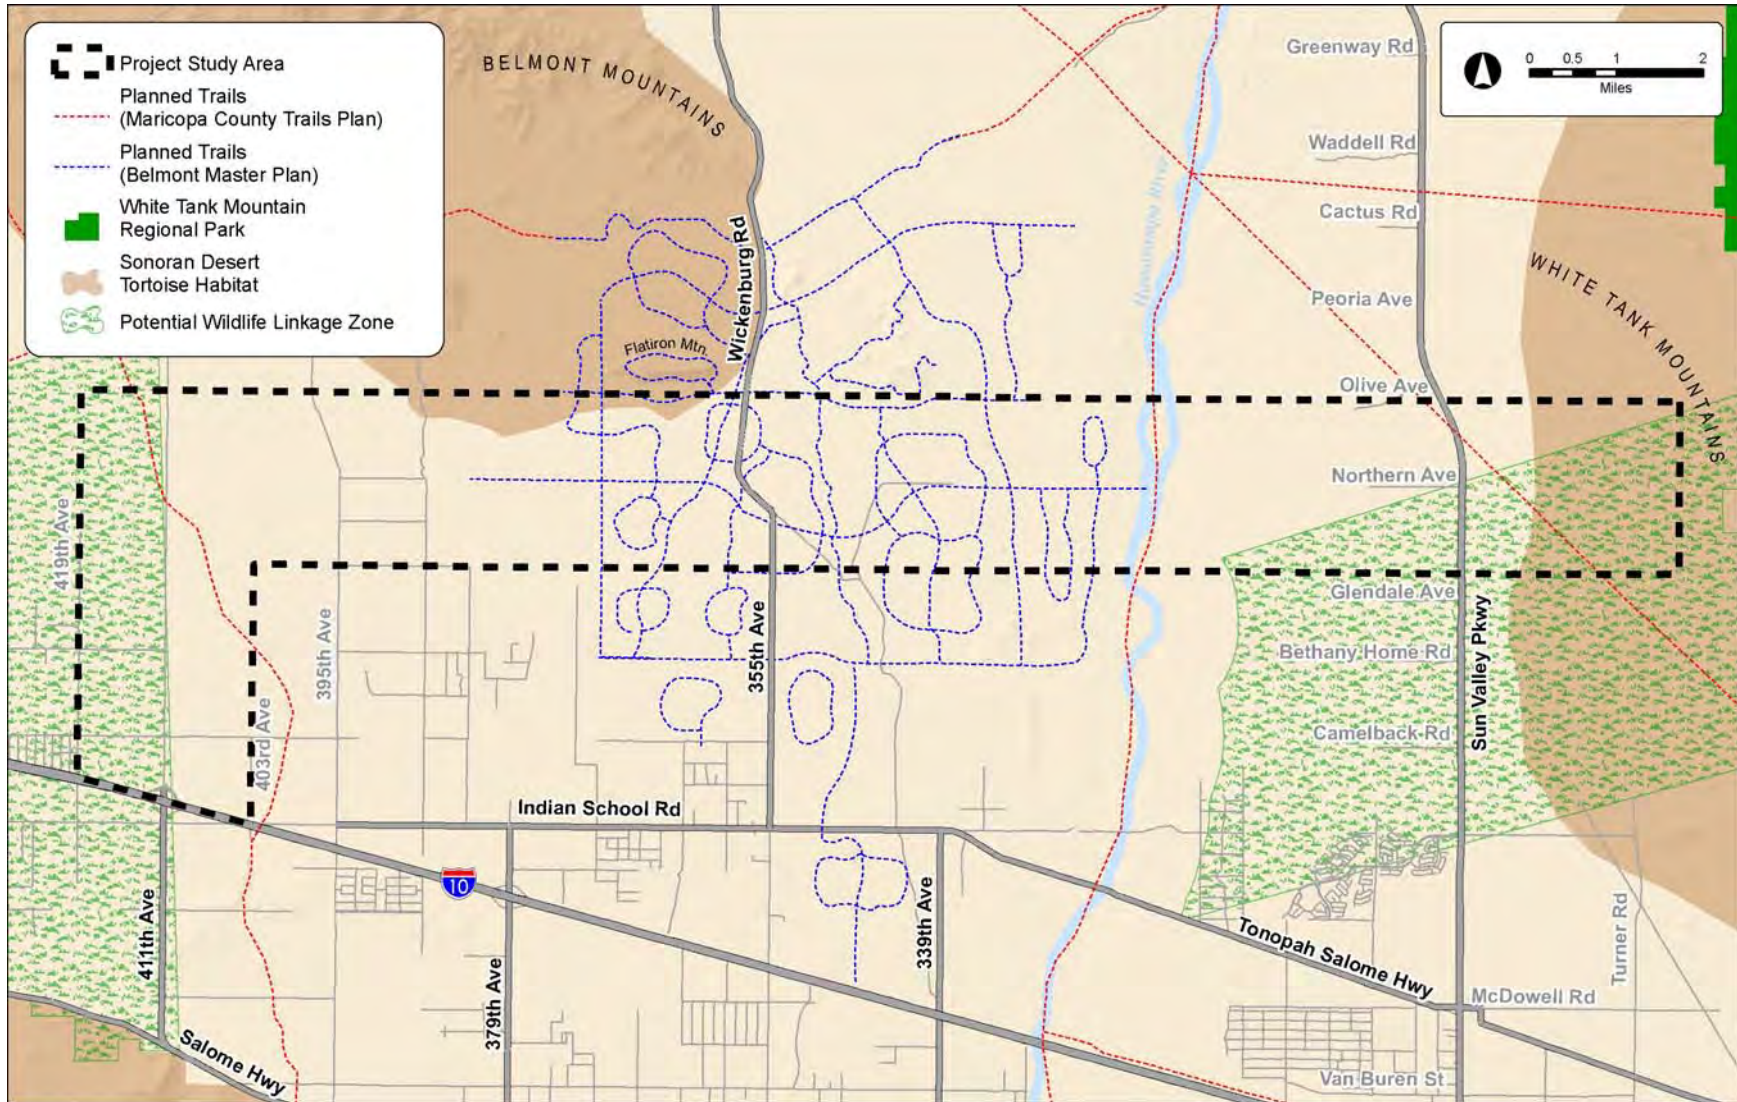 Project Study Area
Planned Trails
(Maricopa County Trails Plan)
Planned Trails
(Belmont Master Plan)
White Tank Mountain
Regional Park
Sonoran Desert
Tortoise Habitat
Potential Wildlife Linkage Zone
BELMONT MOUNTAINS
Greenway Rd
0 0.5 1 2
Miles
Waddell Rd
Cactus Rd
Hassayampa River
Wickenburg Rd
WHITE TANK MOUNTAINS
Peoria Ave
Flatiron Mtn.
Olive Ave
Northern Ave
419th Ave
Glendale Ave
395th Ave
355th Ave
Sun Valley Pkwy
Bethany Home Rd
403rd Ave
Camelback Rd
Indian School Rd
10
411th Ave
339th Ave
Tonopah Salome Hwy
Turner Rd
379th Ave
McDowell Rd
Salome Hwy
Van Buren St